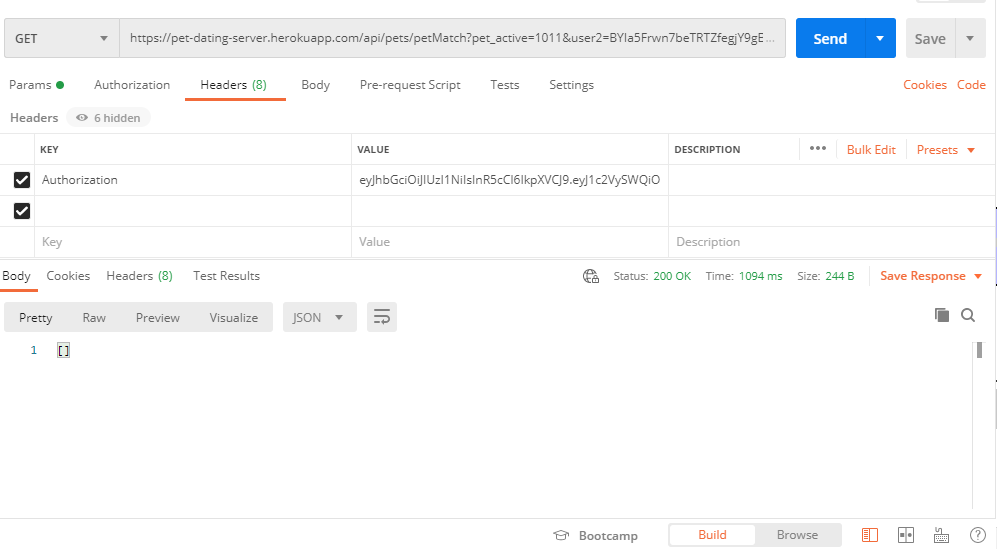 GET https://pet-dating-server.herokuapp.com/api/pets/petMatch?pet_active=1011&user2=BYIa5Frwn7beTRTZfegjY9gE... Send Save
Params Authorization Headers (8) Body Pre-request Script Tests Settings Cookies Code
Headers 6 hidden
KEY VALUE DESCRIPTION ••• Bulk Edit Presets
Authorization eyJhbGciOiJIUzI1NiIsInR5cCI6IkpXVCJ9.eyJ1c2VySWQiO
Key Value Description
Body Cookies Headers (8) Test Results Status: 200 OK Time: 1094 ms Size: 244 B Save Response
Pretty Raw Preview Visualize JSON
1 []
Bootcamp Build Browse ?